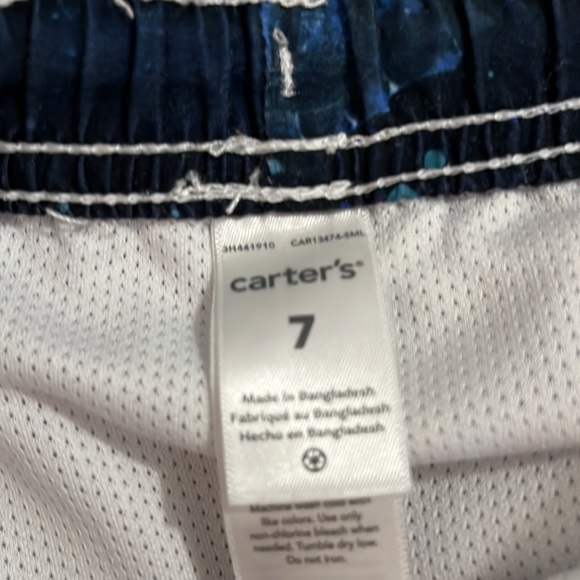 3H441910 CAR13474-SML
carter's®
7
Made in Bangladesh
Fabriqué au Bangladesh
Hecho en Bangladesh
Machine wash cold with
like colors. Use only
non-chlorine bleach when
needed. Tumble dry low.
Do not iron.